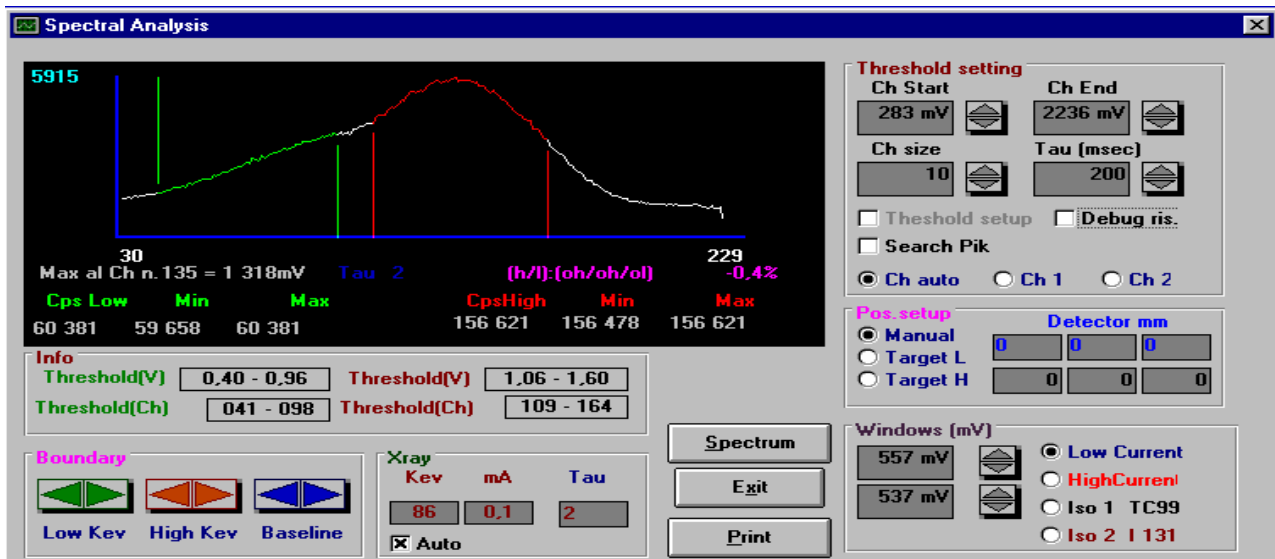 Spectral Analysis
5915
30
229
Max al Ch n.135 = 1 318mV Tau 2 (h/l):(oh/oh/ol) -0,4%
Cps Low Min Max CpsHigh Min Max
60 381 59 658 60 381 156 621 156 478 156 621
Threshold setting
Ch Start Ch End
283 mV 2236 mV
Ch size Tau (msec)
10 200
Theshold setup Debug ris.
Search Pik
Ch auto Ch 1 Ch 2
Pos.setup
Detector mm
Manual 0 0 0
Target L
Target H 0 0 0
Info
Threshold(V) 0,40 - 0,96 Threshold(V) 1,06 - 1,60
Threshold(Ch) 041 - 098 Threshold(Ch) 109 - 164
Boundary
Low Kev High Kev Baseline
Xray
Kev mA Tau
86 0,1 2
Auto
Spectrum
Exit
Print
Windows (mV)
557 mV Low Current
537 mV HighCurrent
Iso 1 TC99
Iso 2 I 131